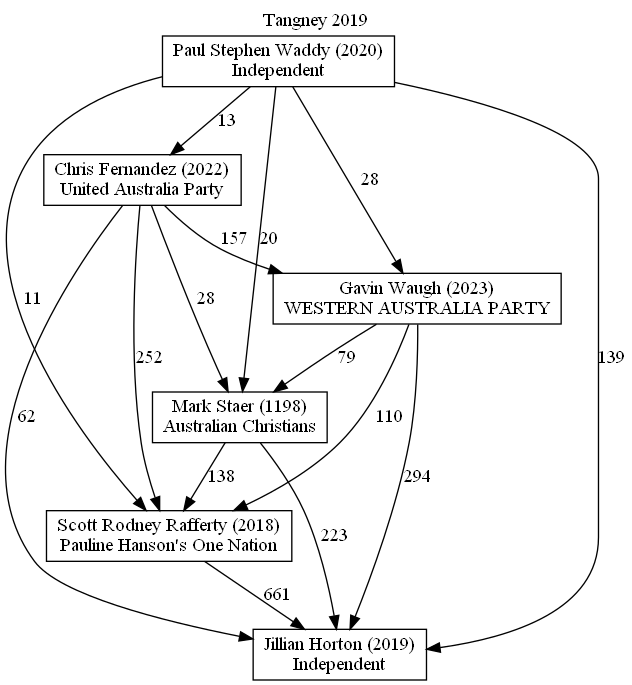 Tangney 2019
Paul Stephen Waddy (2020)
Independent
13
28
Chris Fernandez (2022)
United Australia Party
157
20
Gavin Waugh (2023)
WESTERN AUSTRALIA PARTY
11
28
252
79
139
Mark Staer (1198)
Australian Christians
62
110
138
294
Scott Rodney Rafferty (2018)
Pauline Hanson's One Nation
223
661
Jillian Horton (2019)
Independent